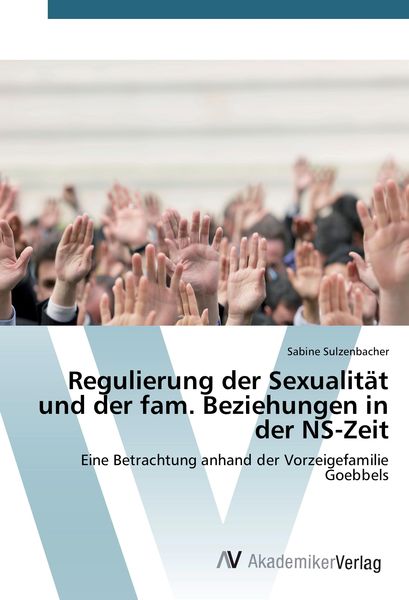 Sabine Sulzenbacher
Regulierung der Sexualität
und der fam. Beziehungen in
der NS-Zeit
Eine Betrachtung anhand der Vorzeigefamilie
Goebbels
AV AkademikerVerlag